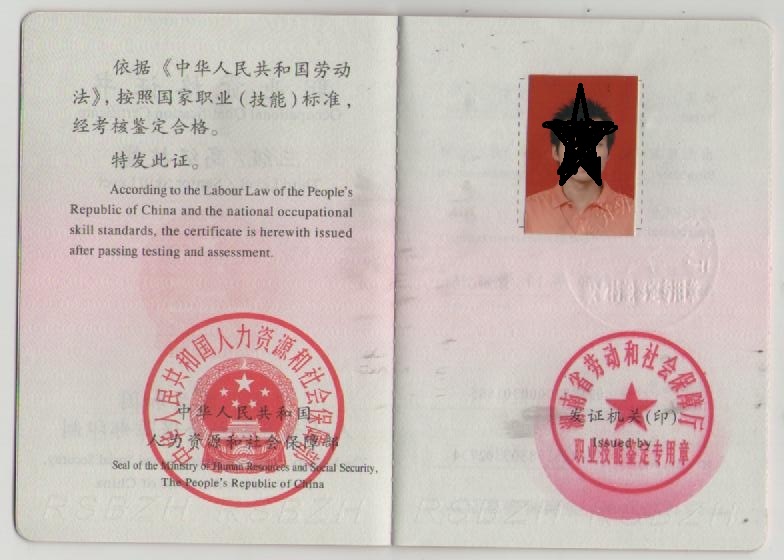 依据《中华人民共和国劳动
法》，按照国家职业（技能）标准，
经考核鉴定合格。
特发此证。
According to the Labour Law of the People's
Republic of China and the national occupational
skill standards, the certificate is herewith issued
after passing testing and assessment.
中华人民共和国人力资源和社会保障部
中华人民共和国
人力资源和社会保障部
Seal of the Ministry of Human Resources and Social Security,
The People's Republic of China
RSBZH RSBZH RSBZH RSBZH
湖南省劳动和社会保障厅
发证机关(印)
Issued by
职业技能鉴定专用章